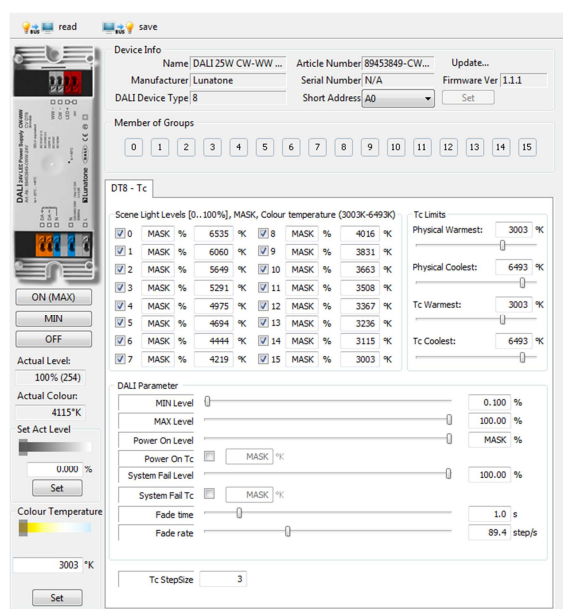 read save
Device Info
Name DALI 25W CW-WW ... Article Number 89453849-CW... Update...
Manufacturer Lunatone Serial Number N/A Firmware Ver 1.1.1
DALI Device Type 8 Short Address A0 Set
Member of Groups
0 1 2 3 4 5 6 7 8 9 10 11 12 13 14 15
DALI 24V LED Power Supply CW-WW
Lunatone
DT8 - Tc
Scene Light Levels [0..100%], MASK, Colour temperature (3003K-6493K)
0 MASK % 6535 °K 8 MASK % 4016 °K
1 MASK % 6060 °K 9 MASK % 3831 °K
2 MASK % 5649 °K 10 MASK % 3663 °K
3 MASK % 5291 °K 11 MASK % 3508 °K
4 MASK % 4975 °K 12 MASK % 3367 °K
5 MASK % 4694 °K 13 MASK % 3236 °K
6 MASK % 4444 °K 14 MASK % 3115 °K
7 MASK % 4219 °K 15 MASK % 3003 °K
Tc Limits
Physical Warmest: 3003 °K
Physical Coolest: 6493 °K
Tc Warmest: 3003 °K
Tc Coolest: 6493 °K
ON (MAX)
MIN
OFF
Actual Level:
100% (254)
Actual Colour:
4115°K
Set Act Level
0.000 %
Set
Colour Temperature
3003 °K
Set
DALI Parameter
MIN Level 0.100 %
MAX Level 100.00 %
Power On Level MASK %
Power On Tc MASK °K
System Fail Level 100.00 %
System Fail Tc MASK °K
Fade time 1.0 s
Fade rate 89.4 step/s
Tc StepSize 3